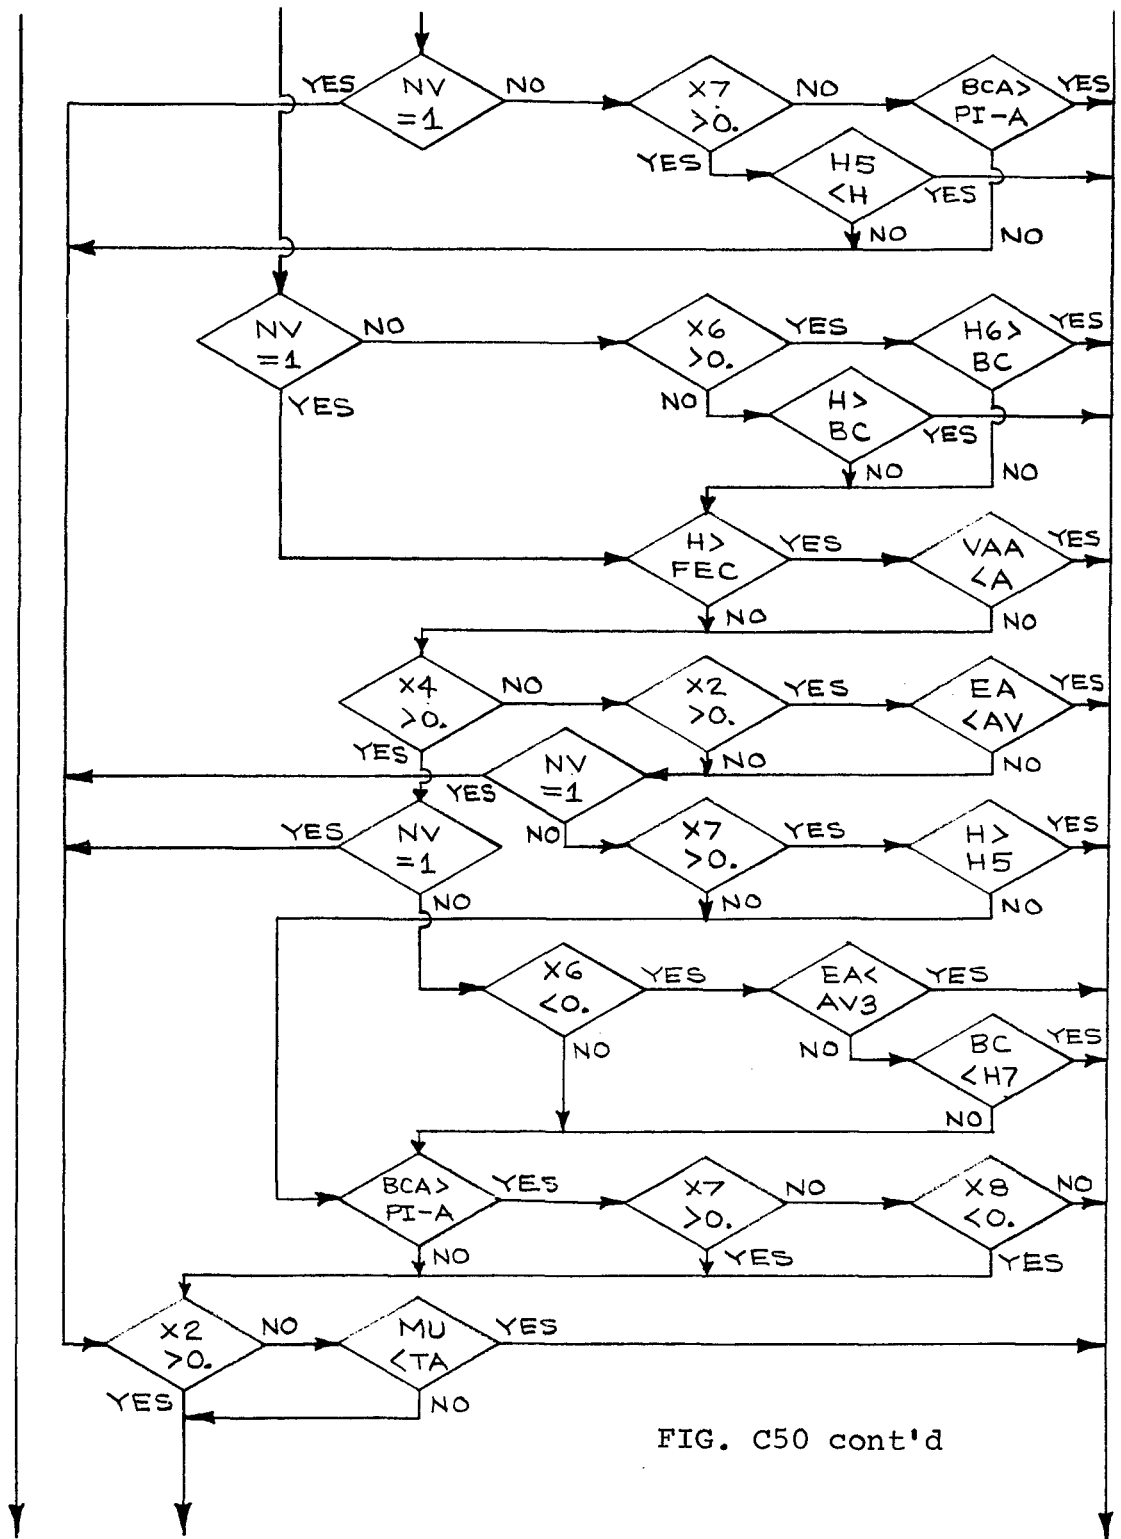 YES
NV
=1
NO
X7
>0.
NO
BCA>
PI-A
YES
YES
H5
<H
YES
NO
NO
NV
=1
NO
YES
X6
>0.
YES
H6>
BC
YES
NO
H>
BC
YES
NO
NO
H>
FEC
YES
VAA
<A
YES
NO
NO
X4
>0.
NO
X2
>0.
YES
EA
<AV
YES
YES
NO
NO
NV
=1
YES
NO
YES
NV
=1
NO
X7
>0.
YES
H>
H5
YES
NO
NO
X6
<0.
YES
EA<
AV3
YES
NO
NO
BC
<H7
YES
NO
BCA>
PI-A
YES
X7
>0.
NO
X8
<0.
NO
NO
YES
YES
X2
>0.
NO
MU
<TA
YES
YES
NO
FIG. C50 cont'd